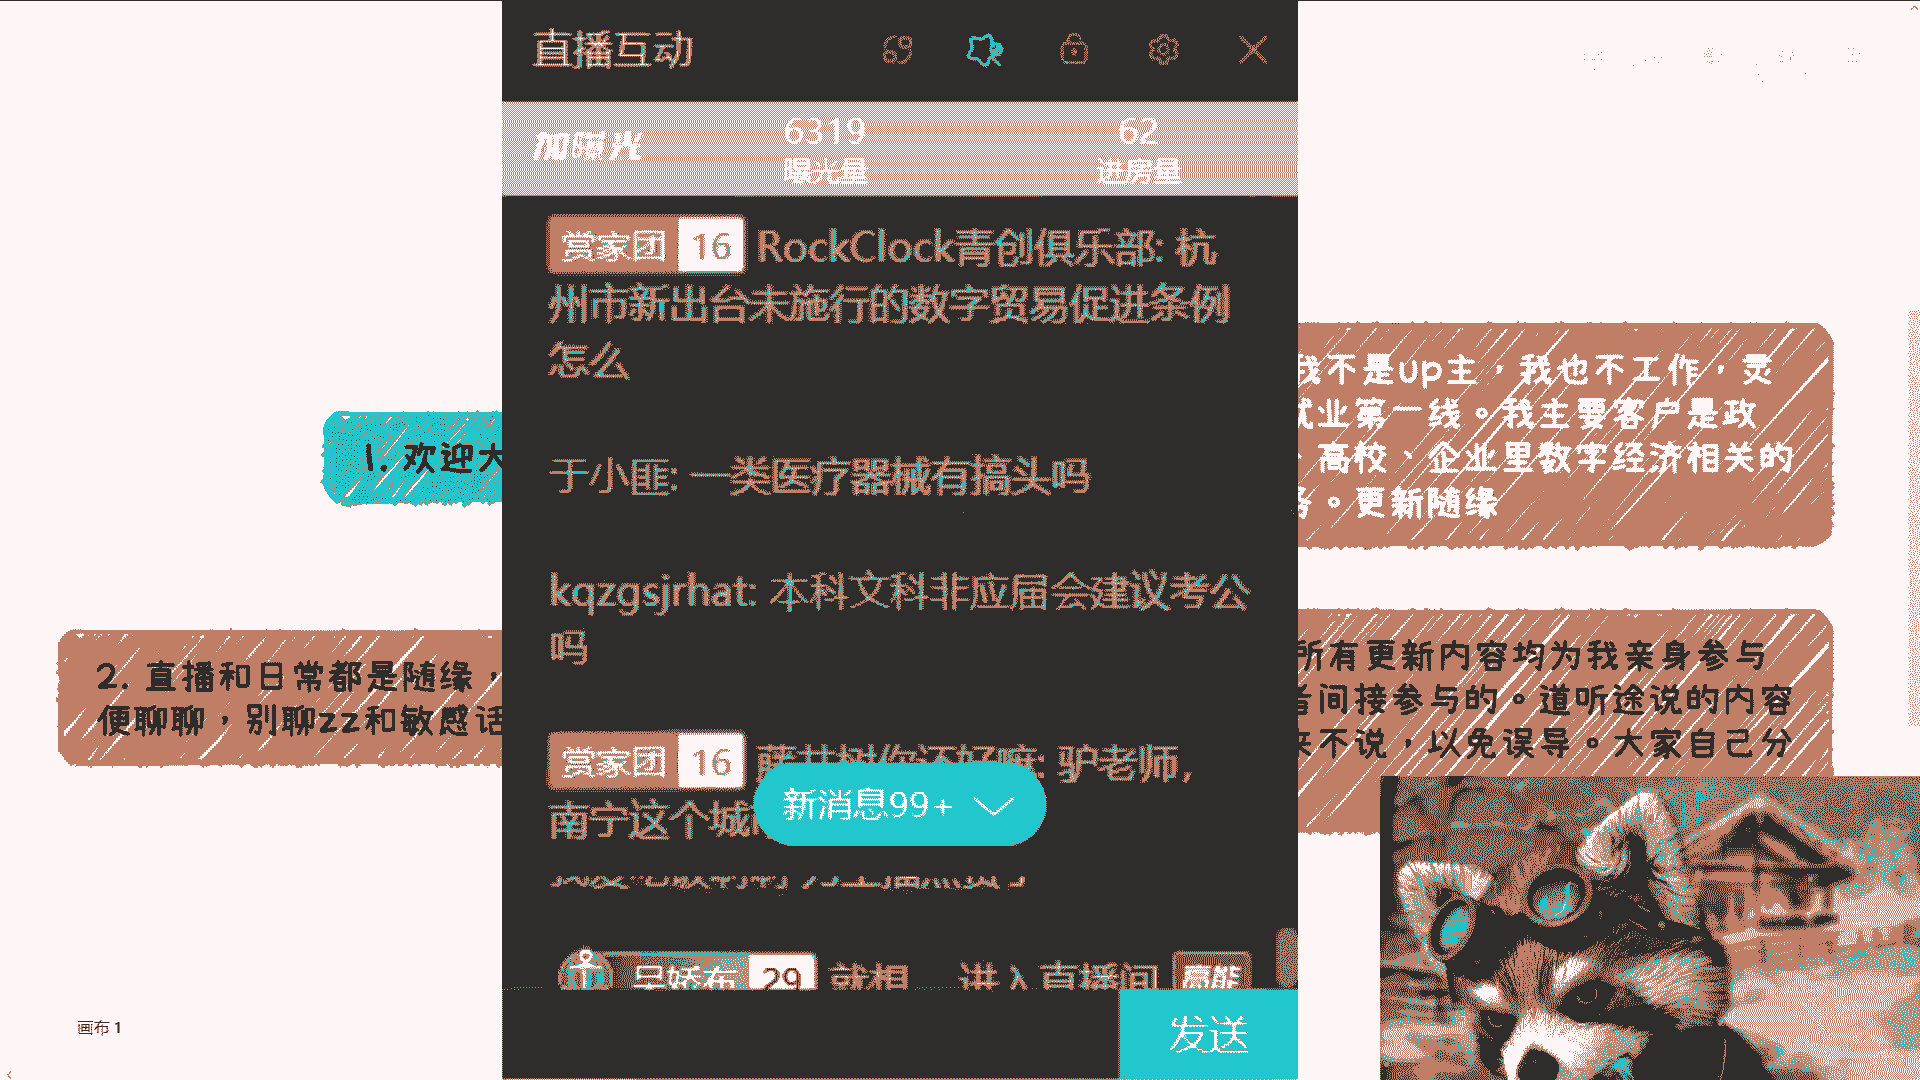 直播互动
加曝光
6319
曝光量
62
进房量
赏家团 16 RockClock青创俱乐部: 杭
州市新出台未施行的数字贸易促进条例
怎么
于小匪: 一类医疗器械有搞头吗
kqzgsjrhat: 本科文科非应届会建议考公
吗
赏家团 16 驴老师，
南宁这个城
新消息99+
29 就相 进入直播间 高能
发送
1. 欢迎大
2. 直播和日常都是随缘，
便聊聊，别聊zz和敏感话
我不是up主，我也不工作，灵
就业第一线。我主要客户是政
、高校、企业里数字经济相关的
务。更新随缘
所有更新内容均为我亲身参与
者间接参与的。道听途说的内容
来不说，以免误导。大家自己分
画布 1